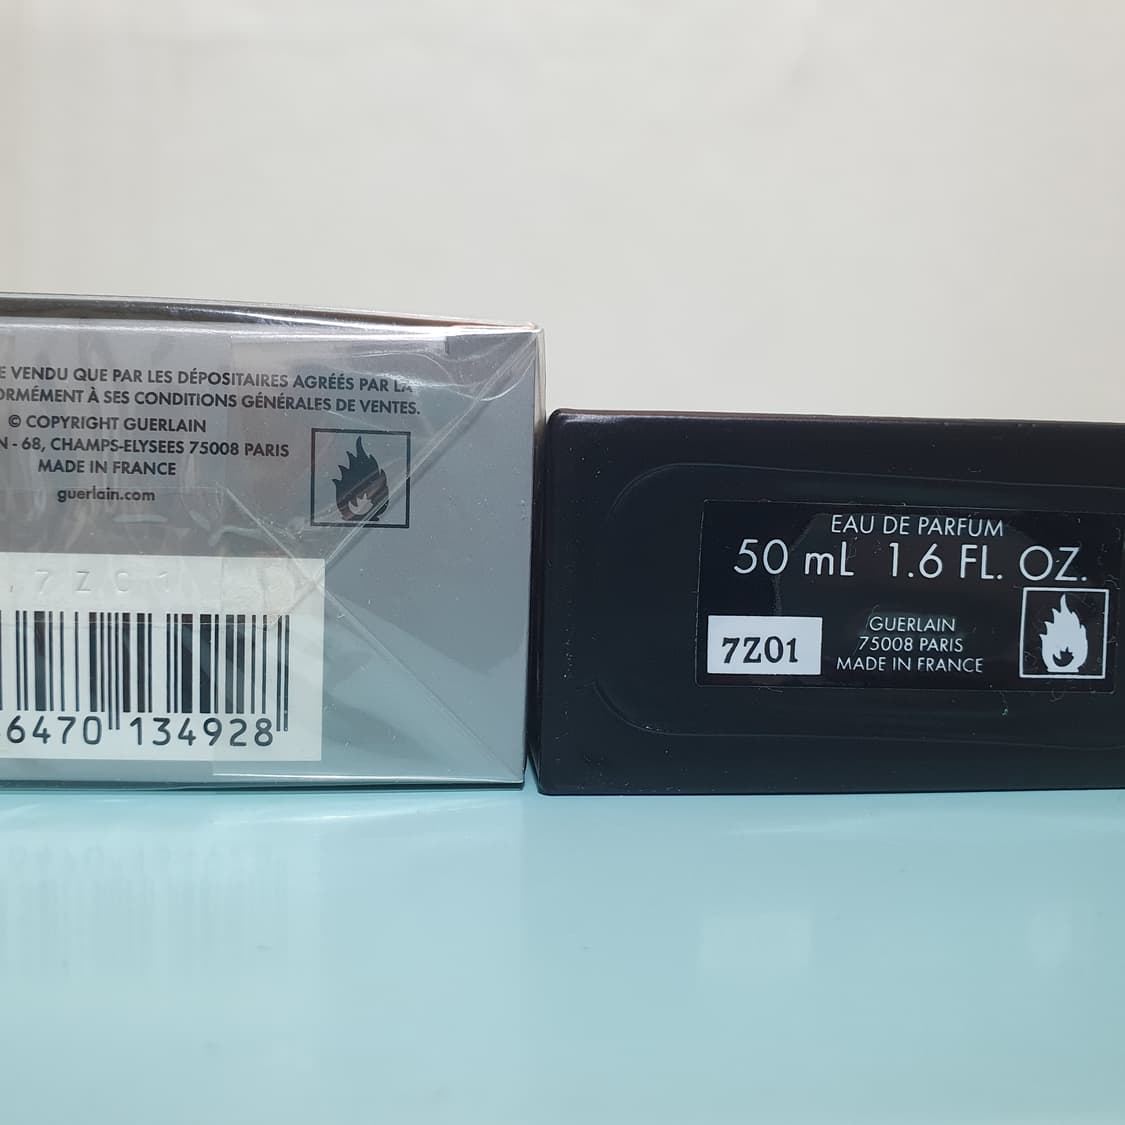 E VENDU QUE PAR LES DÉPOSITAIRES AGRÉÉS PAR LA
ORMÉMENT À SES CONDITIONS GÉNÉRALES DE VENTES.
© COPYRIGHT GUERLAIN
N - 68, CHAMPS-ELYSEES 75008 PARIS
MADE IN FRANCE
guerlain.com
6470 134928
EAU DE PARFUM
50 mL 1.6 FL. OZ.
7Z01
GUERLAIN
75008 PARIS
MADE IN FRANCE